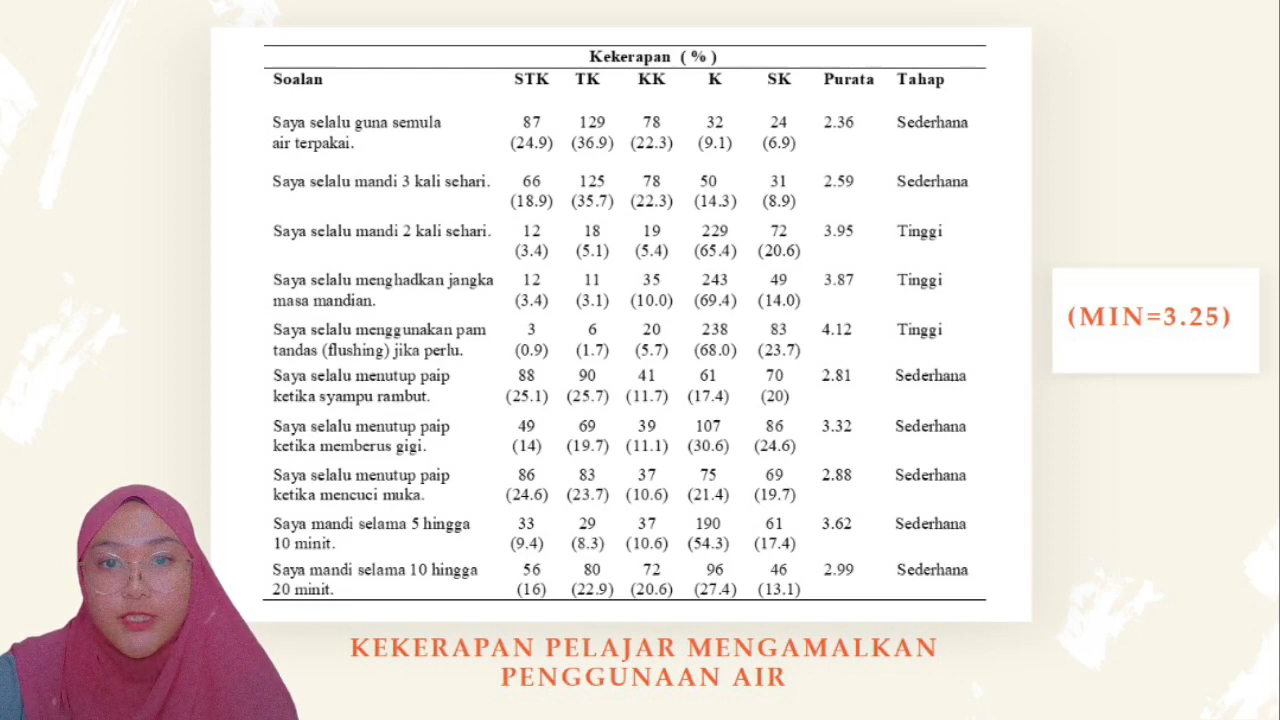 Kekerapan ( % )
Soalan STK TK KK K SK Purata Tahap
Saya selalu guna semula 87 129 78 32 24 2.36 Sederhana
air terpakai. (24.9) (36.9) (22.3) (9.1) (6.9)
Saya selalu mandi 3 kali sehari. 66 125 78 50 31 2.59 Sederhana
(18.9) (35.7) (22.3) (14.3) (8.9)
Saya selalu mandi 2 kali sehari. 12 18 19 229 72 3.95 Tinggi
(3.4) (5.1) (5.4) (65.4) (20.6)
Saya selalu menghadkan jangka 12 11 35 243 49 3.87 Tinggi
masa mandian. (3.4) (3.1) (10.0) (69.4) (14.0)
Saya selalu menggunakan pam 3 6 20 238 83 4.12 Tinggi
tandas (flushing) jika perlu. (0.9) (1.7) (5.7) (68.0) (23.7)
Saya selalu menutup paip 88 90 41 61 70 2.81 Sederhana
ketika syampu rambut. (25.1) (25.7) (11.7) (17.4) (20)
Saya selalu menutup paip 49 69 39 107 86 3.32 Sederhana
ketika memberus gigi. (14) (19.7) (11.1) (30.6) (24.6)
Saya selalu menutup paip 86 83 37 75 69 2.88 Sederhana
ketika mencuci muka. (24.6) (23.7) (10.6) (21.4) (19.7)
Saya mandi selama 5 hingga 33 29 37 190 61 3.62 Sederhana
10 minit. (9.4) (8.3) (10.6) (54.3) (17.4)
Saya mandi selama 10 hingga 56 80 72 96 46 2.99 Sederhana
20 minit. (16) (22.9) (20.6) (27.4) (13.1)
(MIN=3.25)
KEKERAPAN PELAJAR MENGAMALKAN
PENGGUNAAN AIR